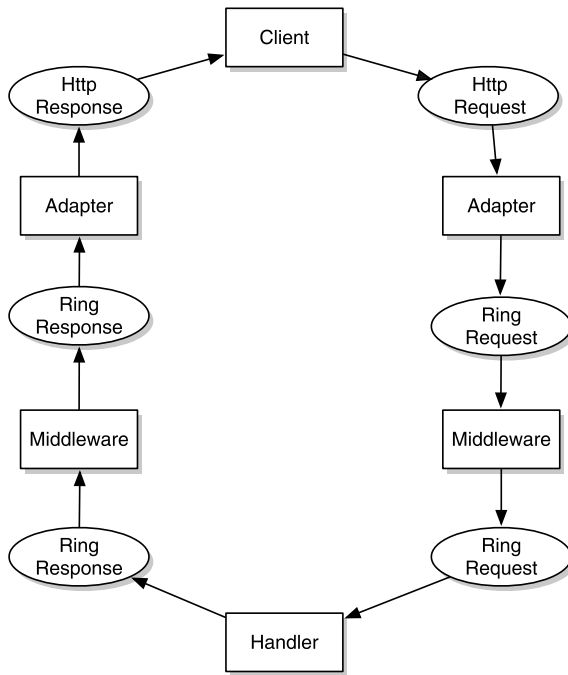 Client
Http
Response
Http
Request
Adapter
Adapter
Ring
Response
Ring
Request
Middleware
Middleware
Ring
Response
Ring
Request
Handler